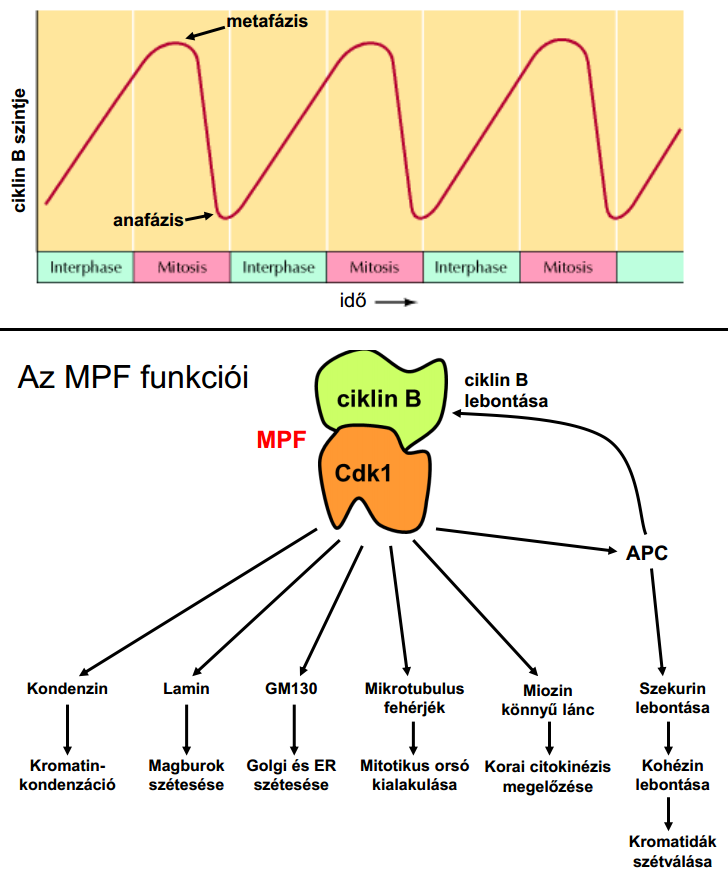 metafázis
ciklin B szintje
anafázis
Interphase
Mitosis
Interphase
Mitosis
Interphase
Mitosis
idő
Az MPF funkciói
ciklin B
ciklin B
lebontása
MPF
Cdk1
APC
Kondenzin
Lamin
GM130
Mikrotubulus
fehérjék
Miozin
könnyű lánc
Szekurin
lebontása
Kromatin-
kondenzáció
Magburok
szétesése
Golgi és ER
szétesése
Mitotikus orsó
kialakulása
Korai citokinézis
megelőzése
Kohézin
lebontása
Kromatidák
szétválása